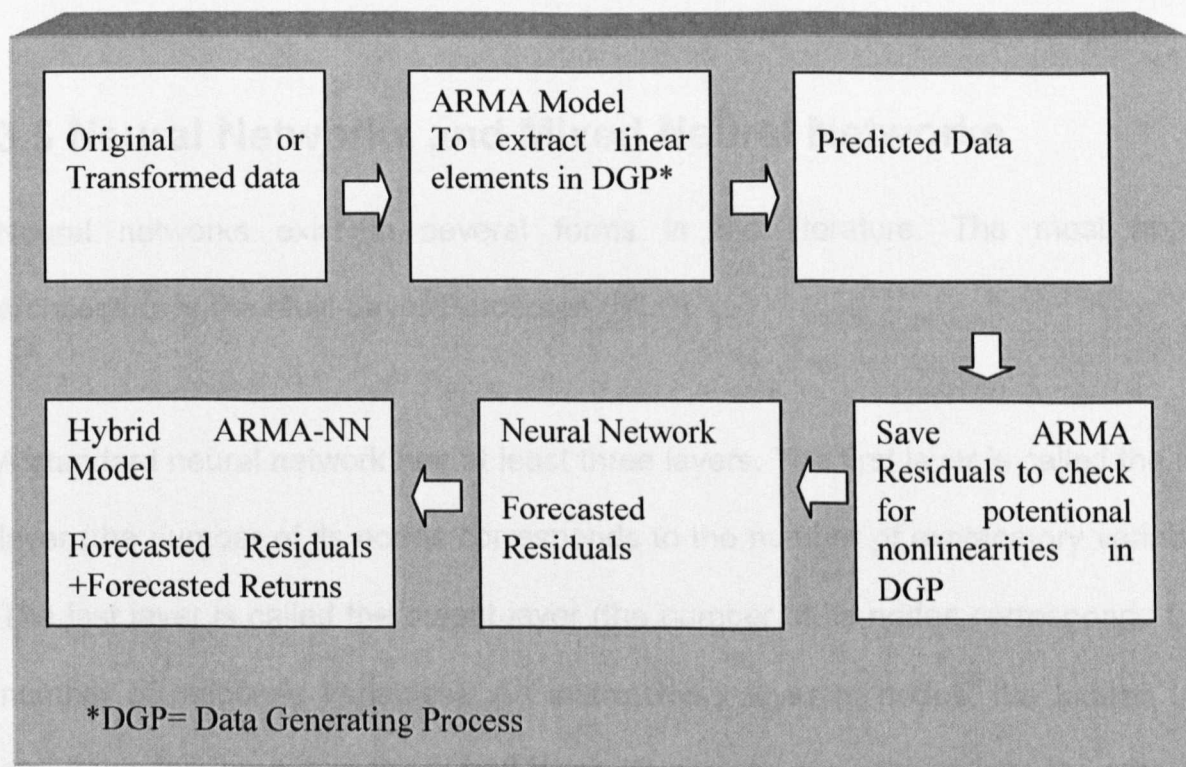 Original or
Transformed data
ARMA Model
To extract linear
elements in DGP*
Predicted Data
Save ARMA
Residuals to check
for potentional
nonlinearities in
DGP
Neural Network
Forecasted
Residuals
Hybrid ARMA-NN
Model
Forecasted Residuals
+Forecasted Returns
*DGP= Data Generating Process